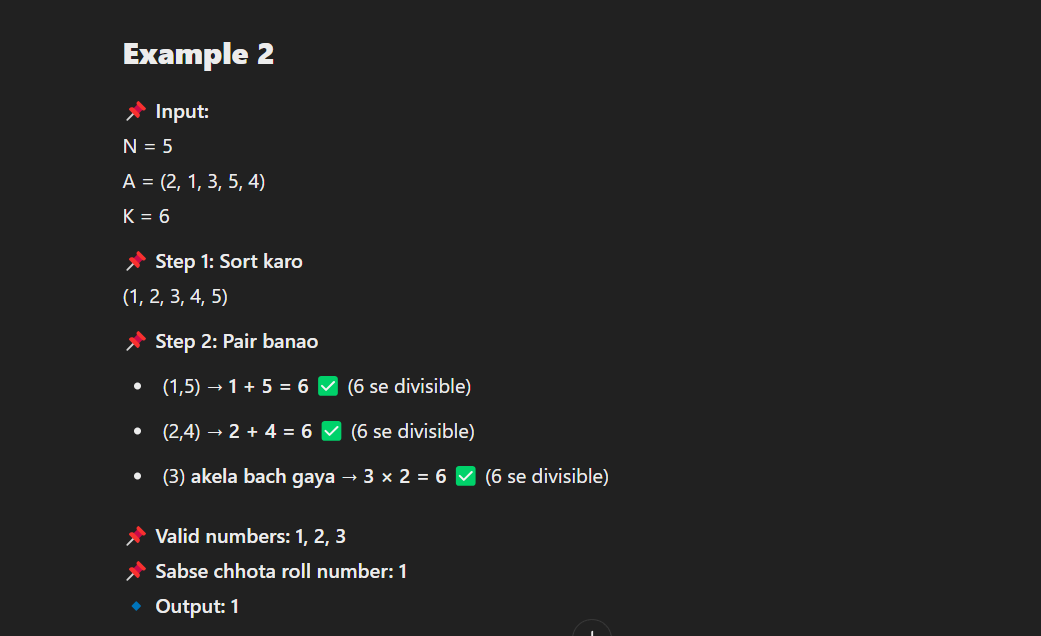 Example 2
📌 Input:
N = 5
A = (2, 1, 3, 5, 4)
K = 6
📌 Step 1: Sort karo
(1, 2, 3, 4, 5)
📌 Step 2: Pair banao
• (1,5) → 1 + 5 = 6 ✅ (6 se divisible)
• (2,4) → 2 + 4 = 6 ✅ (6 se divisible)
• (3) akela bach gaya → 3 × 2 = 6 ✅ (6 se divisible)
📌 Valid numbers: 1, 2, 3
📌 Sabse chhota roll number: 1
🔹 Output: 1